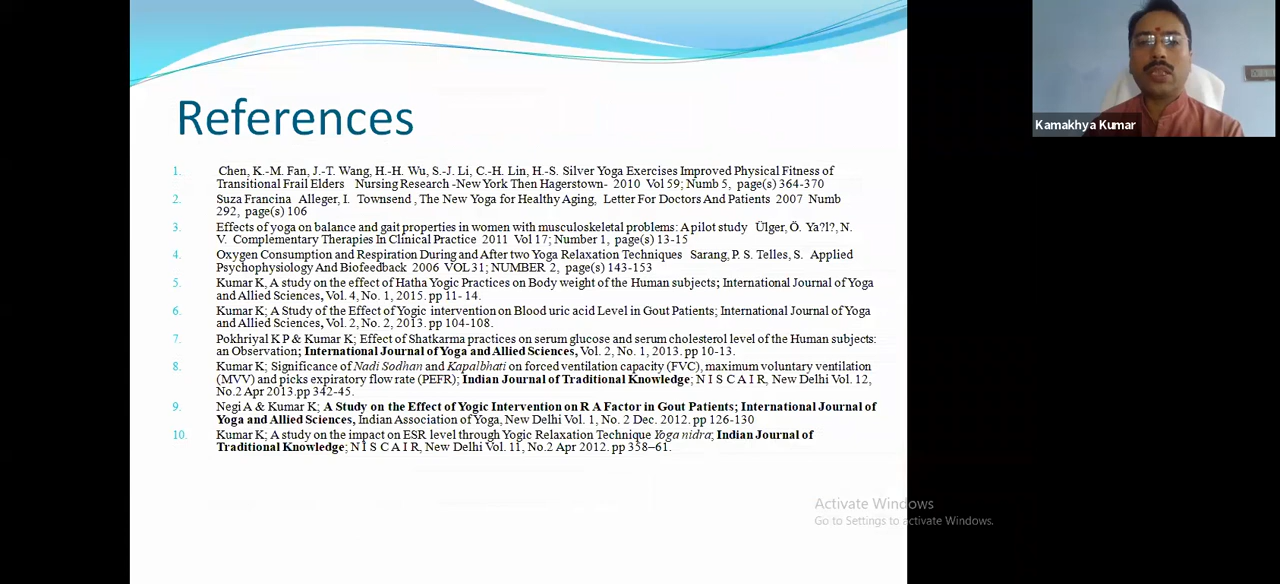 References
1. Chen, K.-M. Fan, J.-T. Wang, H.-H. Wu, S.-J. Li, C.-H. Lin, H.-S. Silver Yoga Exercises Improved Physical Fitness of
Transitional Frail Elders Nursing Research -New York Then Hagerstown- 2010 Vol 59; Numb 5, page(s) 364-370
2. Suza Francina Alleger, I. Townsend , The New Yoga for Healthy Aging, Letter For Doctors And Patients 2007 Numb
292, page(s) 106
3. Effects of yoga on balance and gait properties in women with musculoskeletal problems: A pilot study Ülger, Ö. Ya?l?, N.
V. Complementary Therapies In Clinical Practice 2011 Vol 17; Number 1, page(s) 13-15
4. Oxygen Consumption and Respiration During and After two Yoga Relaxation Techniques Sarang, P. S. Telles, S. Applied
Psychophysiology And Biofeedback 2006 VOL 31; NUMBER 2, page(s) 143-153
5. Kumar K, A study on the effect of Hatha Yogic Practices on Body weight of the Human subjects; International Journal of Yoga
and Allied Sciences, Vol. 4, No. 1, 2015. pp 11- 14.
6. Kumar K; A Study of the Effect of Yogic intervention on Blood uric acid Level in Gout Patients; International Journal of Yoga
and Allied Sciences, Vol. 2, No. 2, 2013. pp 104-108.
7. Pokhriyal K P & Kumar K; Effect of Shatkarma practices on serum glucose and serum cholesterol level of the Human subjects:
an Observation; International Journal of Yoga and Allied Sciences, Vol. 2, No. 1, 2013. pp 10-13.
8. Kumar K; Significance of Nadi Sodhan and Kapalbhati on forced ventilation capacity (FVC), maximum voluntary ventilation
(MVV) and picks expiratory flow rate (PEFR); Indian Journal of Traditional Knowledge; N I S C A I R, New Delhi Vol. 12,
No.2 Apr 2013.pp 342-45.
9. Negi A & Kumar K; A Study on the Effect of Yogic Intervention on R A Factor in Gout Patients; International Journal of
Yoga and Allied Sciences, Indian Association of Yoga, New Delhi Vol. 1, No. 2 Dec. 2012. pp 126-130
10. Kumar K; A study on the impact on ESR level through Yogic Relaxation Technique Yoga nidra; Indian Journal of
Traditional Knowledge; N I S C A I R, New Delhi Vol. 11, No.2 Apr 2012. pp 358–61.
Kamakhya Kumar
Activate Windows
Go to Settings to activate Windows.